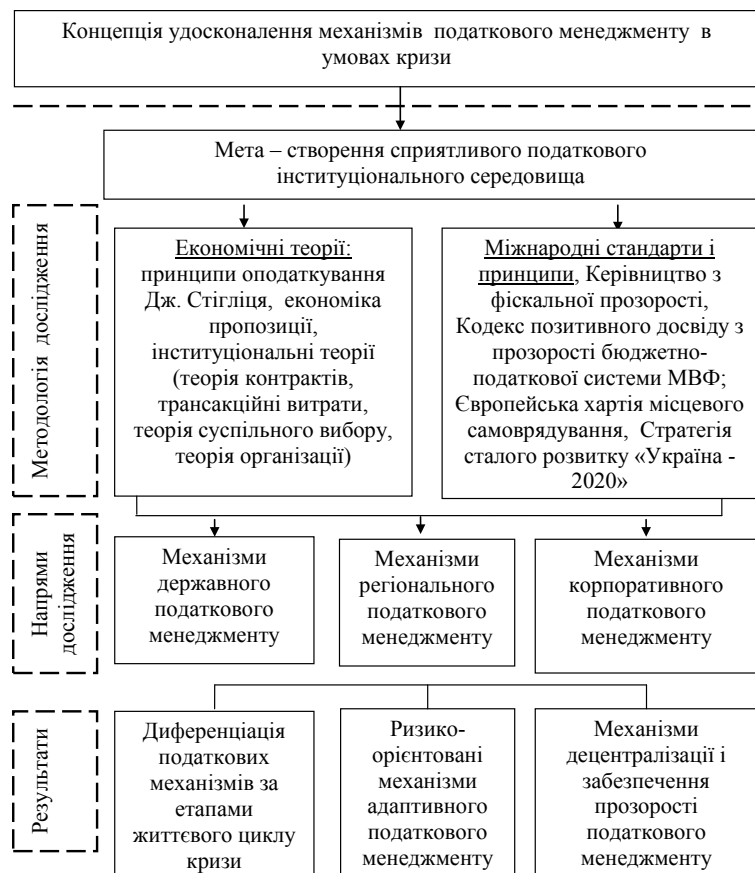 Концепція удосконалення механізмів податкового менеджменту в
умовах кризи
Мета – створення сприятливого податкового
інституціонального середовища
Методологія дослідження
Економічні теорії:
принципи оподаткування
Дж. Стігліця, економіка
пропозиції,
інституціональні теорії
(теорія контрактів,
трансакційні витрати,
теорія суспільного вибору,
теорія організації)
Міжнародні стандарти і
принципи, Керівництво з
фіскальної прозорості,
Кодекс позитивного досвіду з
прозорості бюджетно-
податкової системи МВФ;
Європейська хартія місцевого
самоврядування, Стратегія
сталого розвитку «Україна -
2020»
Напрями
дослідження
Механізми
державного
податкового
менеджменту
Механізми
регіонального
податкового
менеджменту
Механізми
корпоративного
податкового
менеджменту
Результати
Диференціація
податкових
механізмів за
етапами
життєвого циклу
кризи
Ризико-
орієнтовані
механізми
адаптивного
податкового
менеджменту
Механізми
децентралізації і
забезпечення
прозорості
податкового
менеджменту